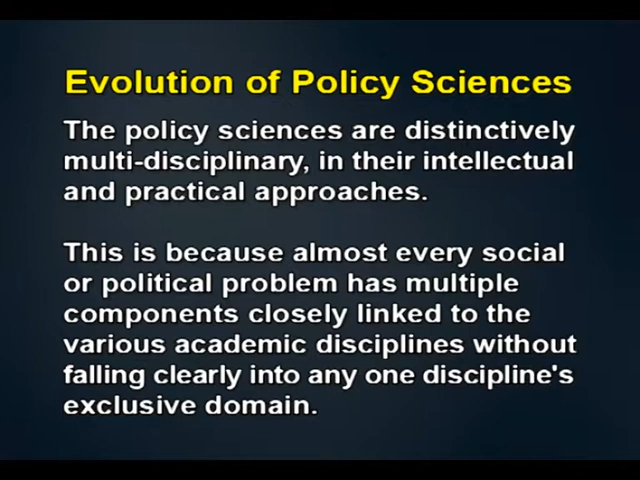 Evolution of Policy Sciences
The policy sciences are distinctively
multi-disciplinary, in their intellectual
and practical approaches.
This is because almost every social
or political problem has multiple
components closely linked to the
various academic disciplines without
falling clearly into any one discipline's
exclusive domain.